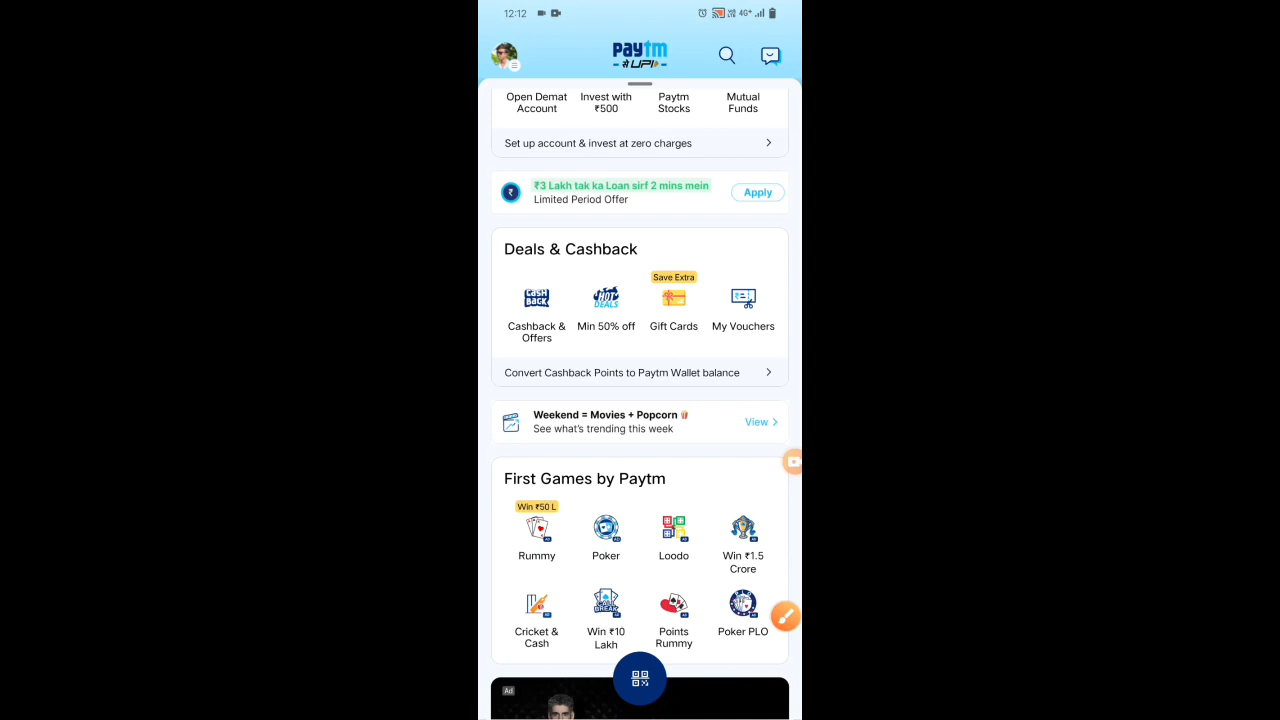 12:12
4G+
paytm
UPI
Open Demat Account
Invest with ₹500
Paytm Stocks
Mutual Funds
Set up account & invest at zero charges
₹3 Lakh tak ka Loan sirf 2 mins mein
Limited Period Offer
Apply
Deals & Cashback
Save Extra
CASH BACK
HOT DEALS
Cashback & Offers
Min 50% off
Gift Cards
My Vouchers
Convert Cashback Points to Paytm Wallet balance
Weekend = Movies + Popcorn 🍿
See what's trending this week
View
First Games by Paytm
Win ₹50 L
Rummy
Poker
Loodo
Win ₹1.5 Crore
Cricket & Cash
Win ₹10 Lakh
Points Rummy
Poker PLO
Ad